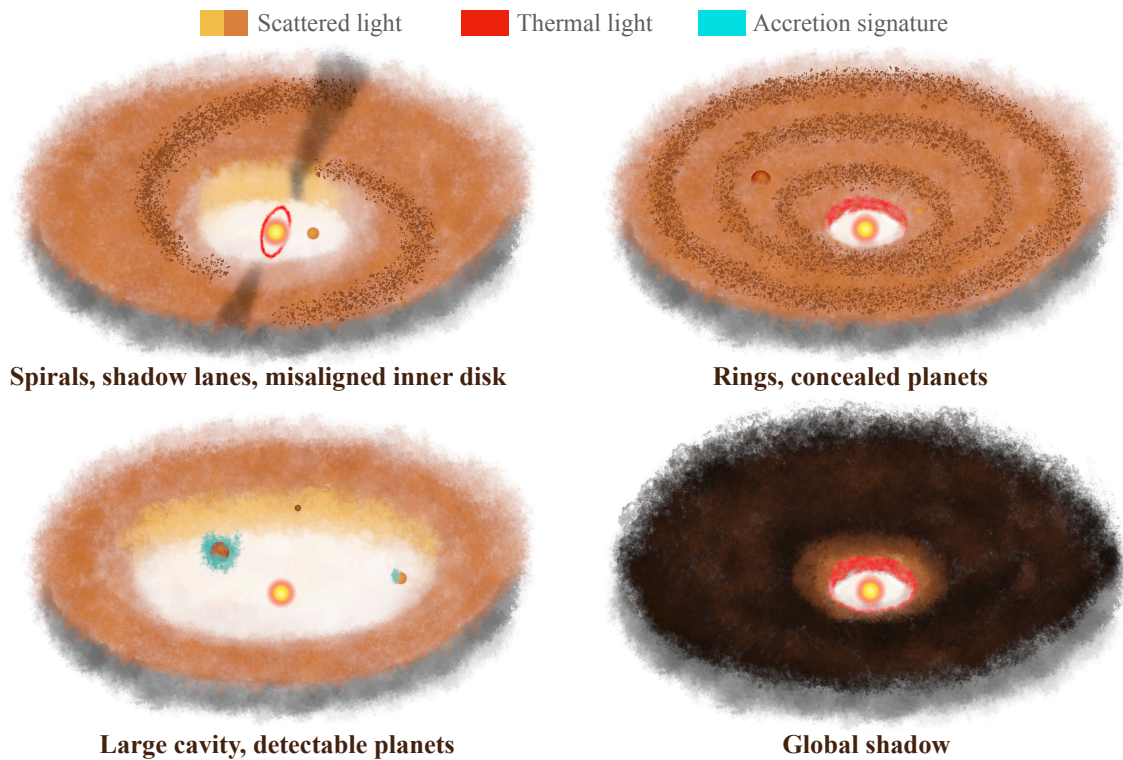 Scattered light Thermal light Accretion signature
Spirals, shadow lanes, misaligned inner disk
Rings, concealed planets
Large cavity, detectable planets
Global shadow